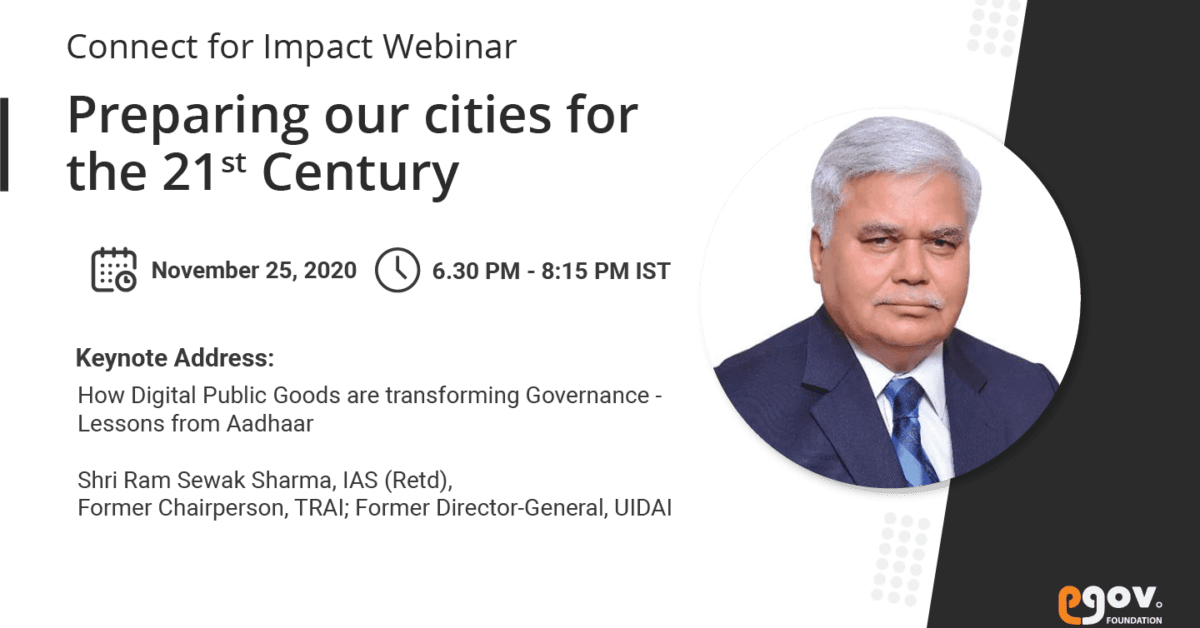 Connect for Impact Webinar
Preparing our cities for
the 21st Century
November 25, 2020
6.30 PM - 8:15 PM IST
Keynote Address:
How Digital Public Goods are transforming Governance -
Lessons from Aadhaar
Shri Ram Sewak Sharma, IAS (Retd),
Former Chairperson, TRAI; Former Director-General, UIDAI
egov.
FOUNDATION